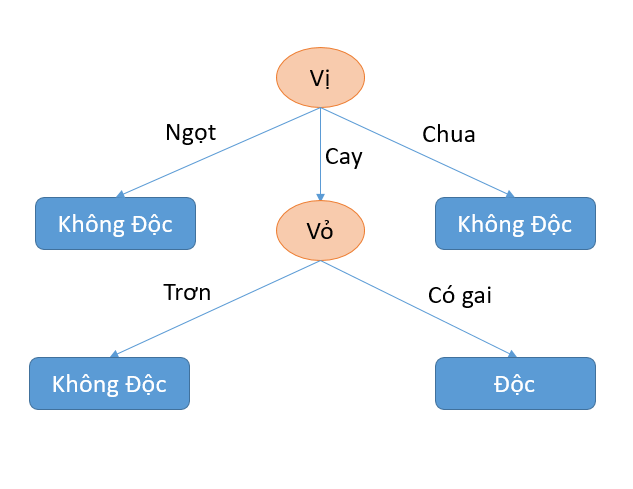 Vị
Ngọt
Cay
Chua
Không Độc
Vỏ
Không Độc
Trơn
Có gai
Không Độc
Độc